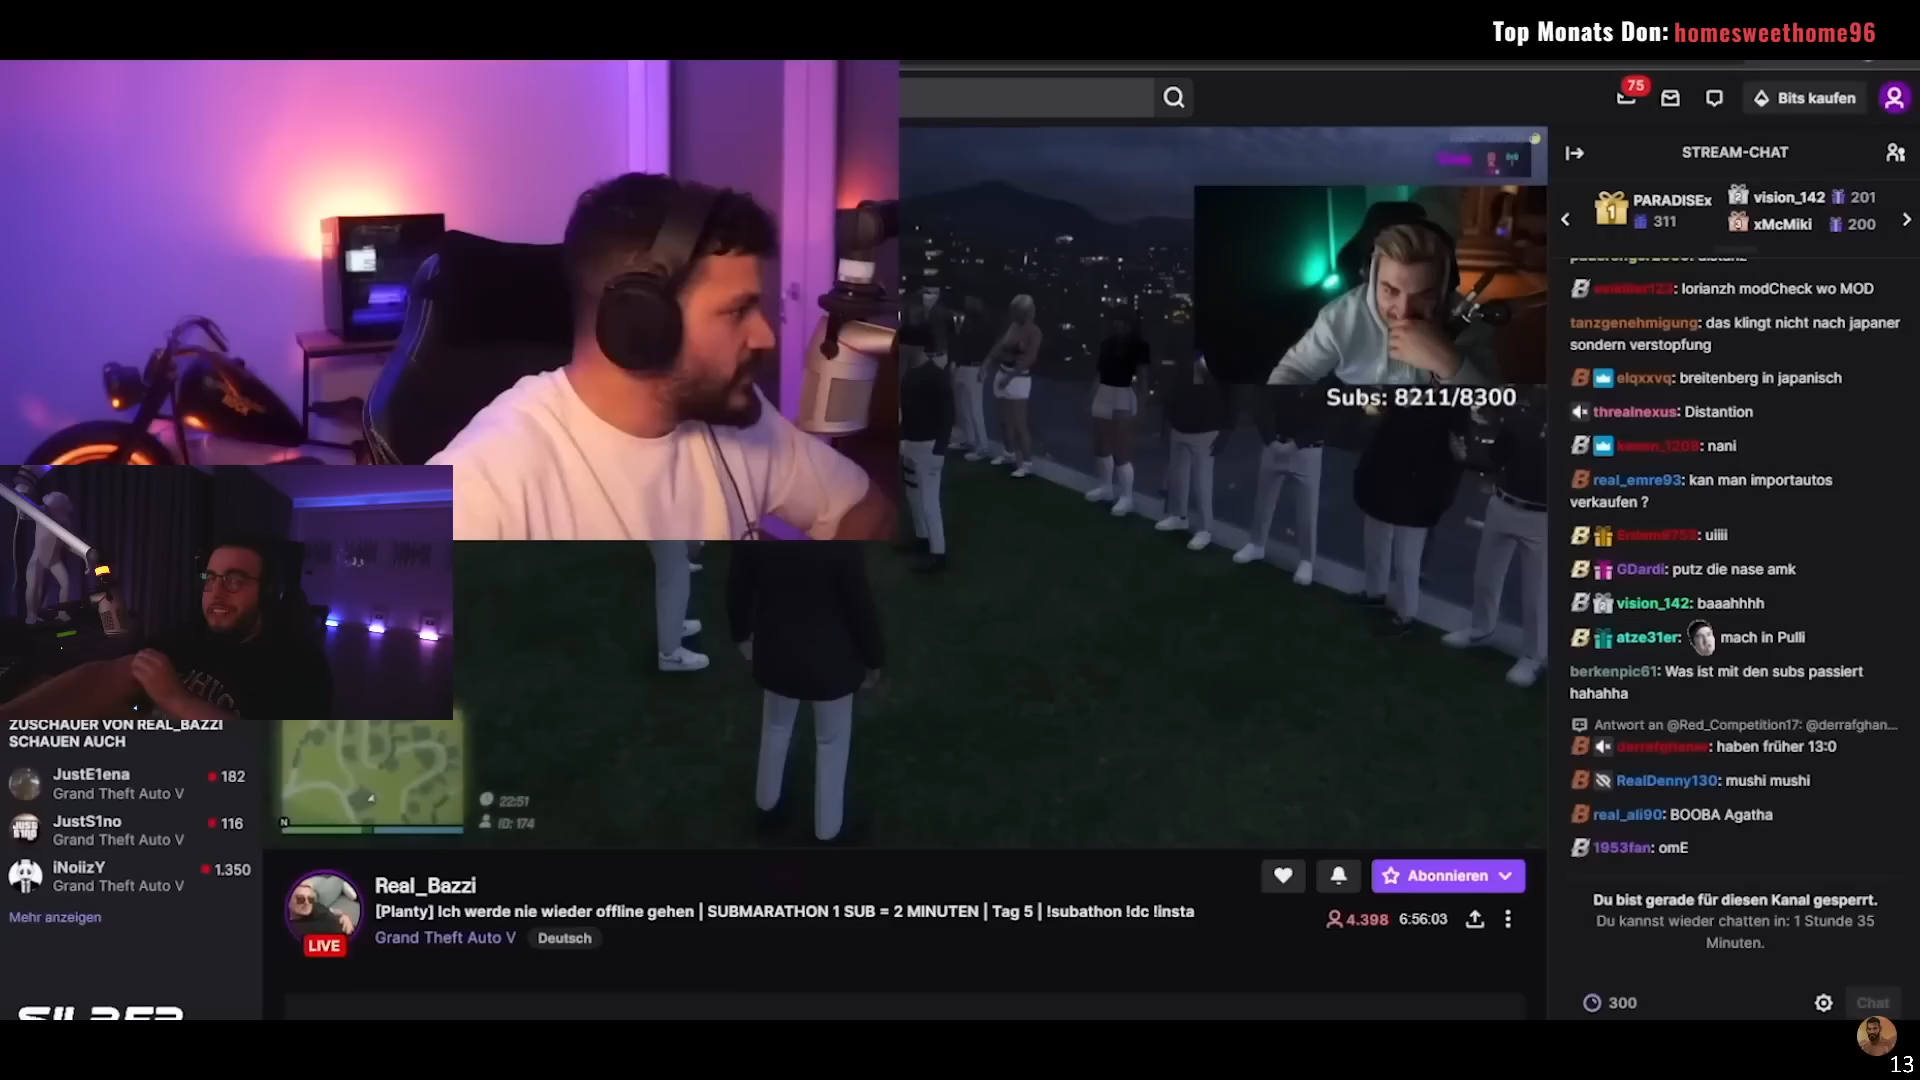 Top Monats Don: homesweethome96
75
Bits kaufen
STREAM-CHAT
PARADISEx
311
vision_142 201
xMcMiki 200
Subs: 8211/8300
: lorianzh modCheck wo MOD
tanzgenehmigung: das klingt nicht nach japaner
sondern verstopfung
elqxxvq: breitenberg in japanisch
threalnexus: Distantion
: nani
real_emre93: kan man importautos
verkaufen ?
: uiiii
GDardi: putz die nase amk
vision_142: baaahhhh
atze31er: mach in Pulli
berkenpic61: Was ist mit den subs passiert
hahahha
Antwort an @Red_Competition17: @derrafghan...
: haben früher 13:0
RealDenny130: mushi mushi
real_ali90: BOOBA Agatha
1953fan: omE
Du bist gerade für diesen Kanal gesperrt.
Du kannst wieder chatten in: 1 Stunde 35
Minuten.
300
Chat
ZUSCHAUER VON REAL_BAZZI
SCHAUEN AUCH
JustE1ena 182
Grand Theft Auto V
JustS1no 116
Grand Theft Auto V
iNoiizY 1.350
Grand Theft Auto V
Mehr anzeigen
N
22:51
ID: 174
Real_Bazzi
[Planty] Ich werde nie wieder offline gehen | SUBMARATHON 1 SUB = 2 MINUTEN | Tag 5 | !subathon !dc !insta
Grand Theft Auto V Deutsch
LIVE
Abonnieren
4.398 6:56:03
13